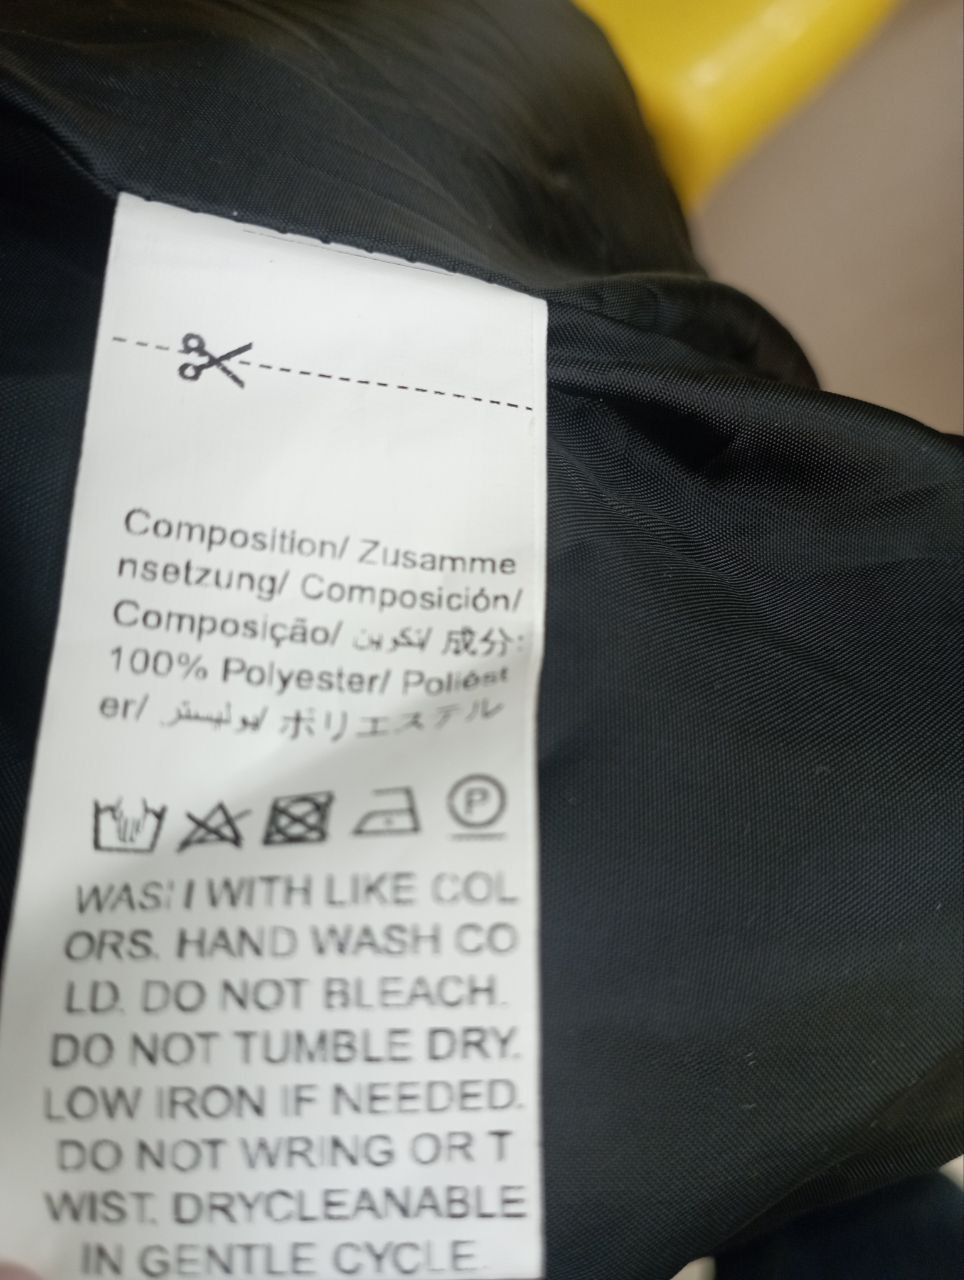 Composition/ Zusamme
nsetzung/ Composición/
Composição/ تكوين/ 成分:
100% Polyester/ Poliést
er/ بوليستر/ ポリエステル
P
WASH WITH LIKE COL
ORS. HAND WASH CO
LD. DO NOT BLEACH.
DO NOT TUMBLE DRY.
LOW IRON IF NEEDED.
DO NOT WRING OR T
WIST. DRYCLEANABLE
IN GENTLE CYCLE.